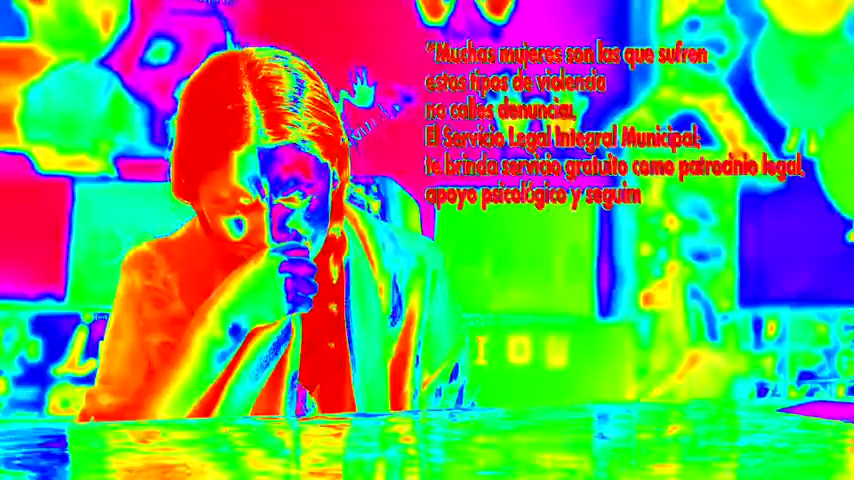 "Muchas mujeres son las que sufren
estos tipos de violencia
no calles denuncia,
El Servicio Legal Integral Municipal,
te brinda servicio gratuito como patrocinio legal,
apoyo psicológico y seguim